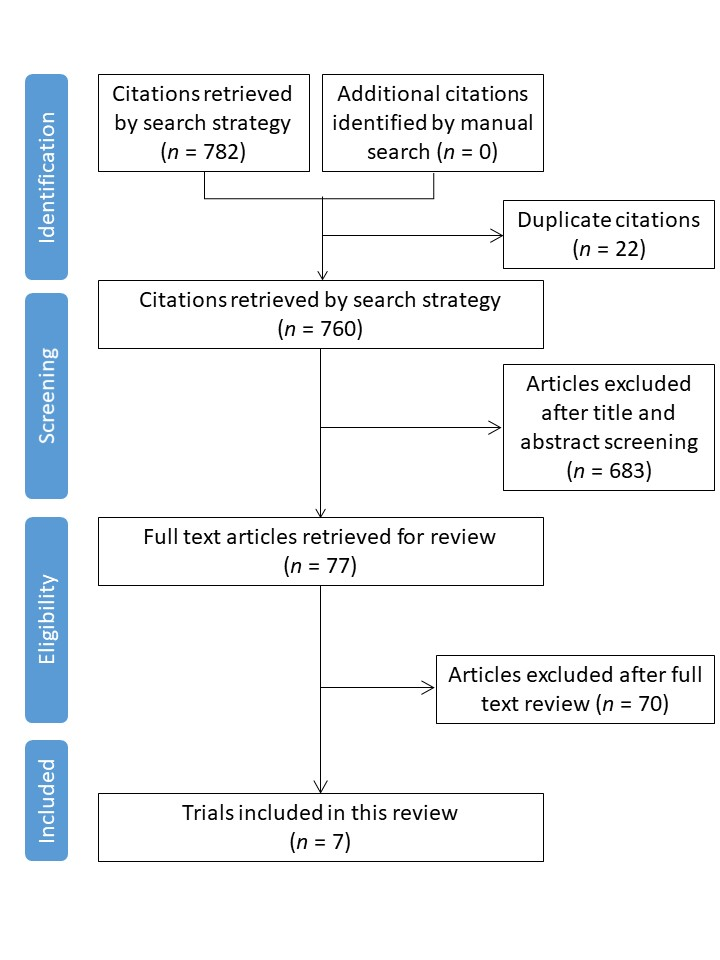 Identification
Citations retrieved
by search strategy
(n = 782)
Additional citations
identified by manual
search (n = 0)
Duplicate citations
(n = 22)
Screening
Citations retrieved by search strategy
(n = 760)
Articles excluded
after title and
abstract screening
(n = 683)
Eligibility
Full text articles retrieved for review
(n = 77)
Articles excluded after full
text review (n = 70)
Included
Trials included in this review
(n = 7)